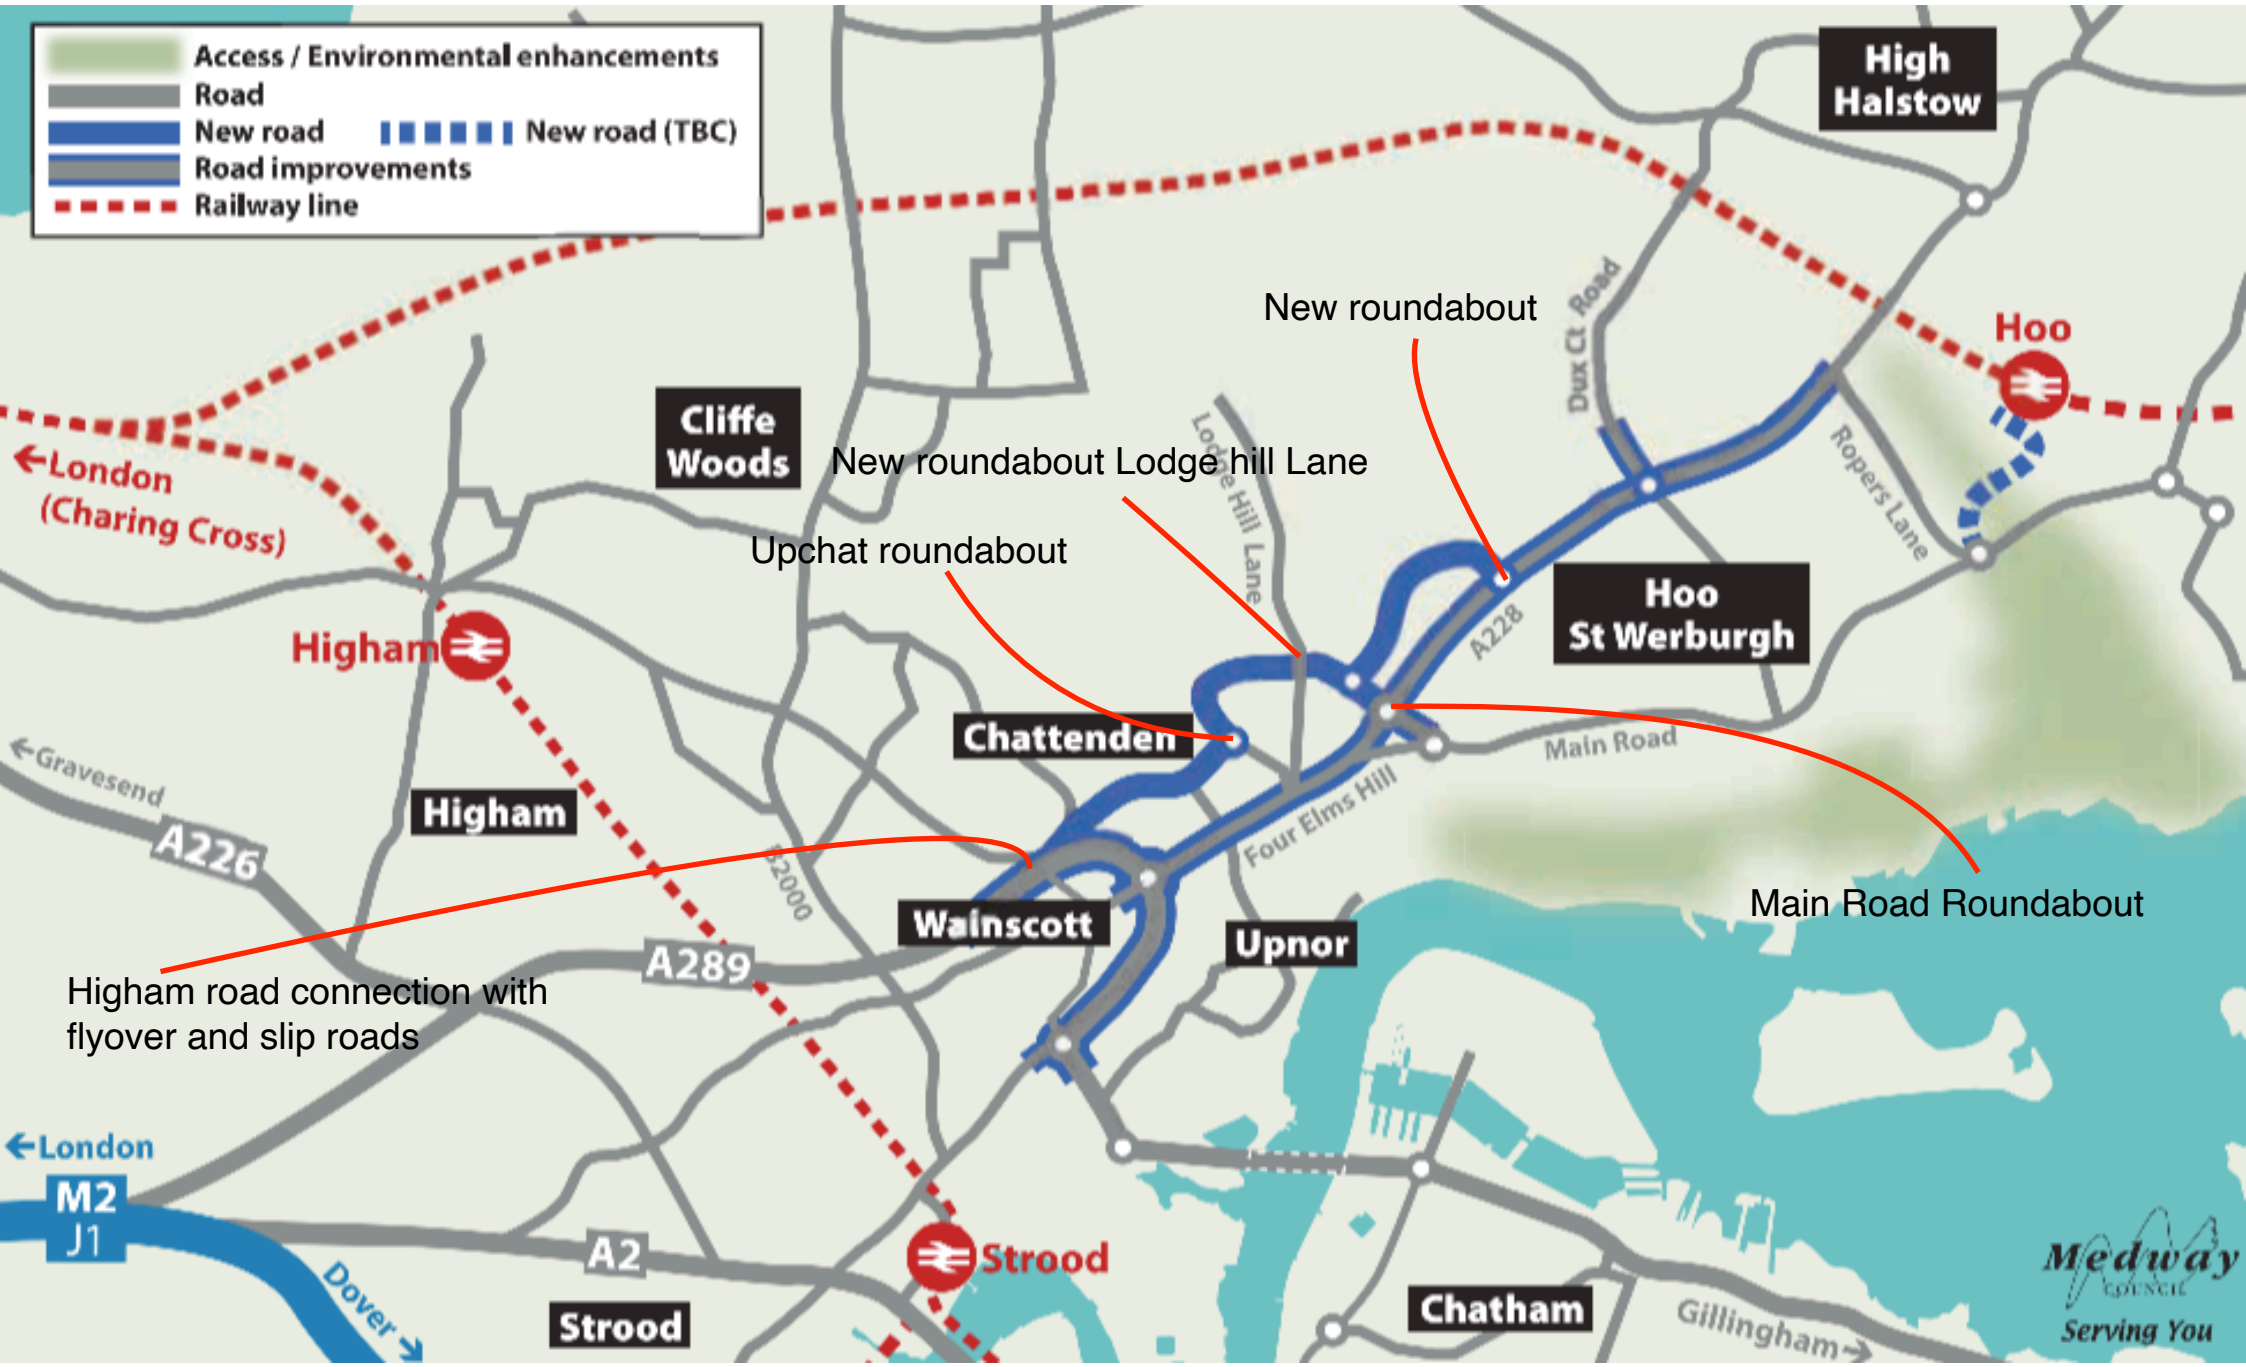 Access / Environmental enhancements
Road
New road
New road (TBC)
Road improvements
Railway line
High
Halstow
New roundabout
Dux Ct Road
Hoo
Cliffe
Woods
Lodge Hill Lane
New roundabout Lodge hill Lane
Ropers Lane
←London
(Charing Cross)
Upchat roundabout
Hoo
St Werburgh
A228
Higham
Chattenden
Main Road
←Gravesend
Higham
Four Elms Hill
A226
B2000
Wainscott
Upnor
Main Road Roundabout
A289
Higham road connection with
flyover and slip roads
←London
M2
J1
A2
Strood
Dover→
Strood
Chatham
Gillingham→
Medway
COUNCIL
Serving You